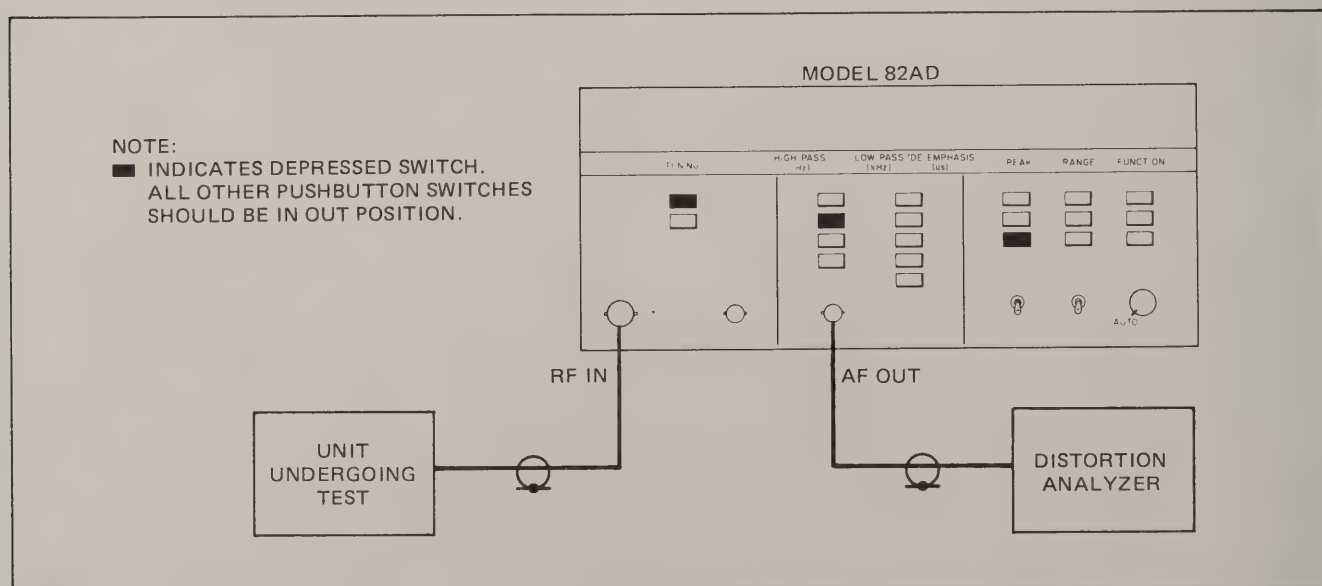 MODEL 82AD
NOTE:
INDICATES DEPRESSED SWITCH.
ALL OTHER PUSHBUTTON SWITCHES
SHOULD BE IN OUT POSITION.
HIGH PASS
LOW PASS/DE EMPHASIS
(kHz) (us)
PEAK
RANGE
AUTO
RF IN
AF OUT
UNIT
UNDERGOING
TEST
DISTORTION
ANALYZER